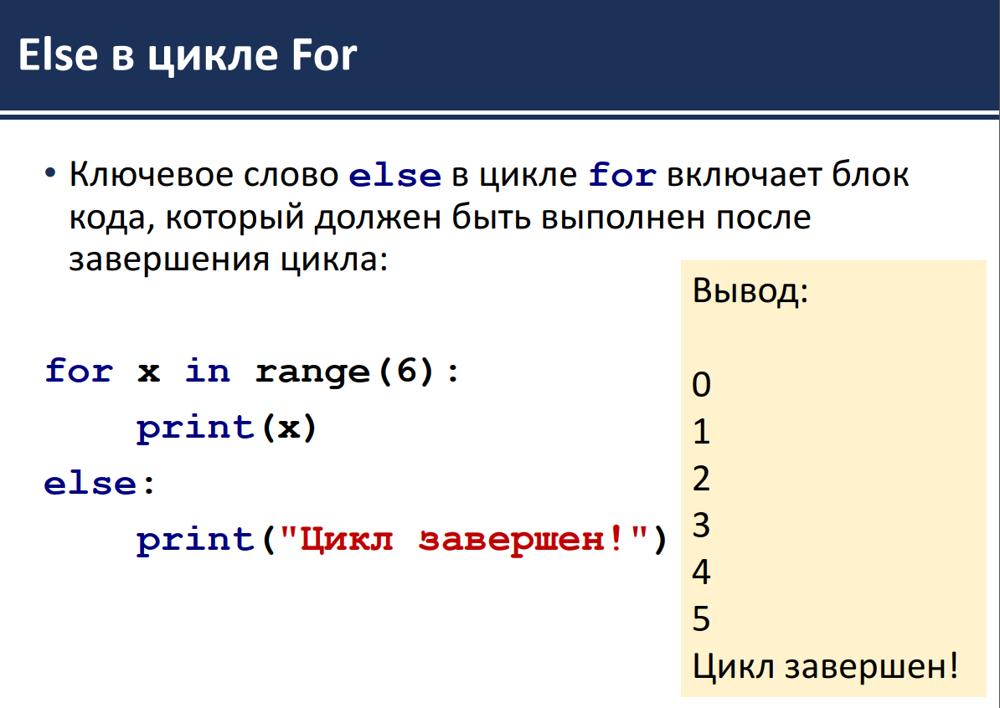 Else в цикле For
• Ключевое слово else в цикле for включает блок
кода, который должен быть выполнен после
завершения цикла:
for x in range(6):
    print(x)
else:
    print("Цикл завершен!")
Вывод:
0
1
2
3
4
5
Цикл завершен!